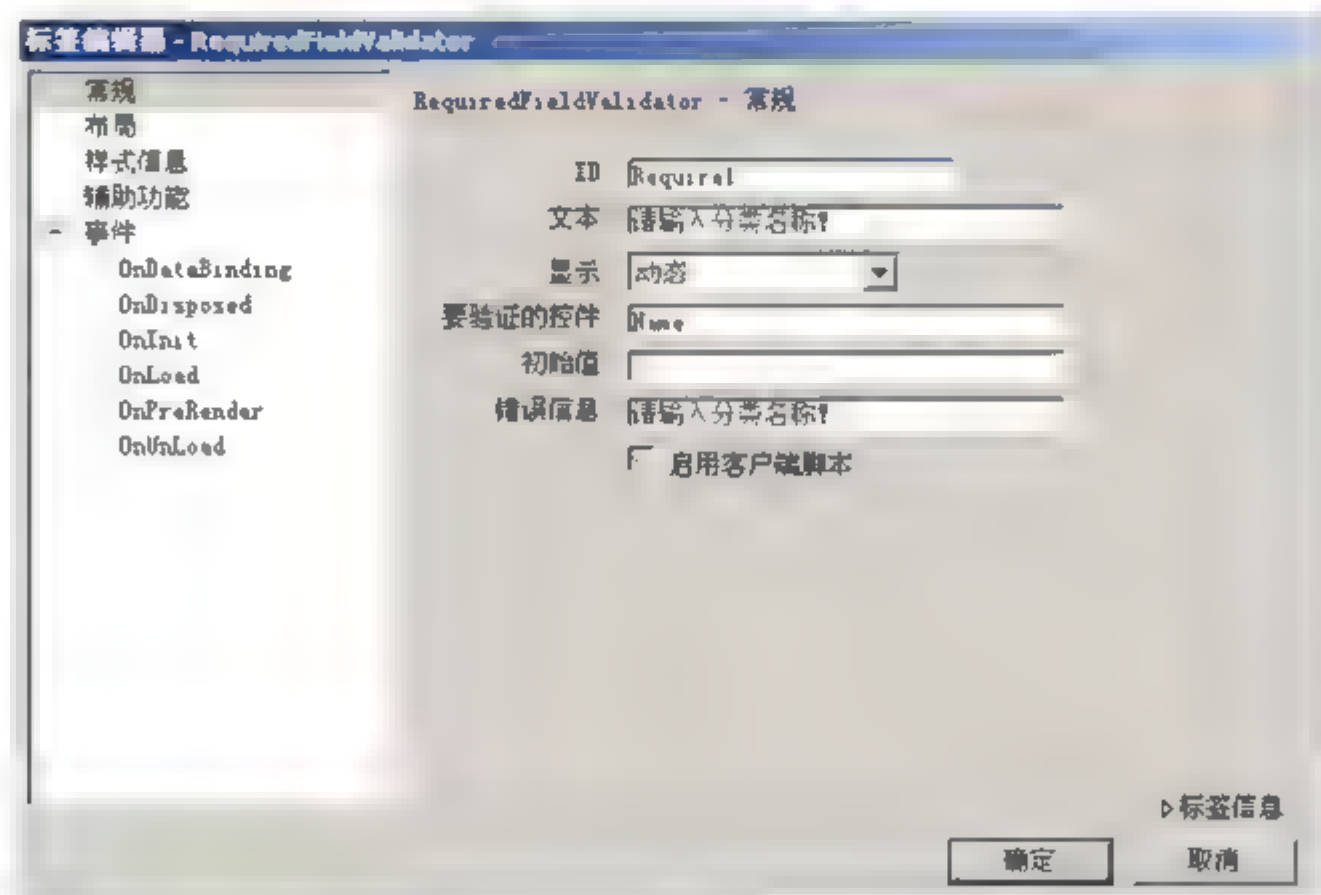 标签编辑器 - RequiredFieldValidator
常规
布局
样式信息
辅助功能
- 事件
OnDataBinding
OnDisposed
OnInit
OnLoad
OnPreRender
OnUnLoad
RequiredFieldValidator - 常规
ID
文本 请输入分类名称!
显示 动态
要验证的控件 Name
初始值
错误信息 请输入分类名称!
启用客户端脚本
标签信息
确定 取消